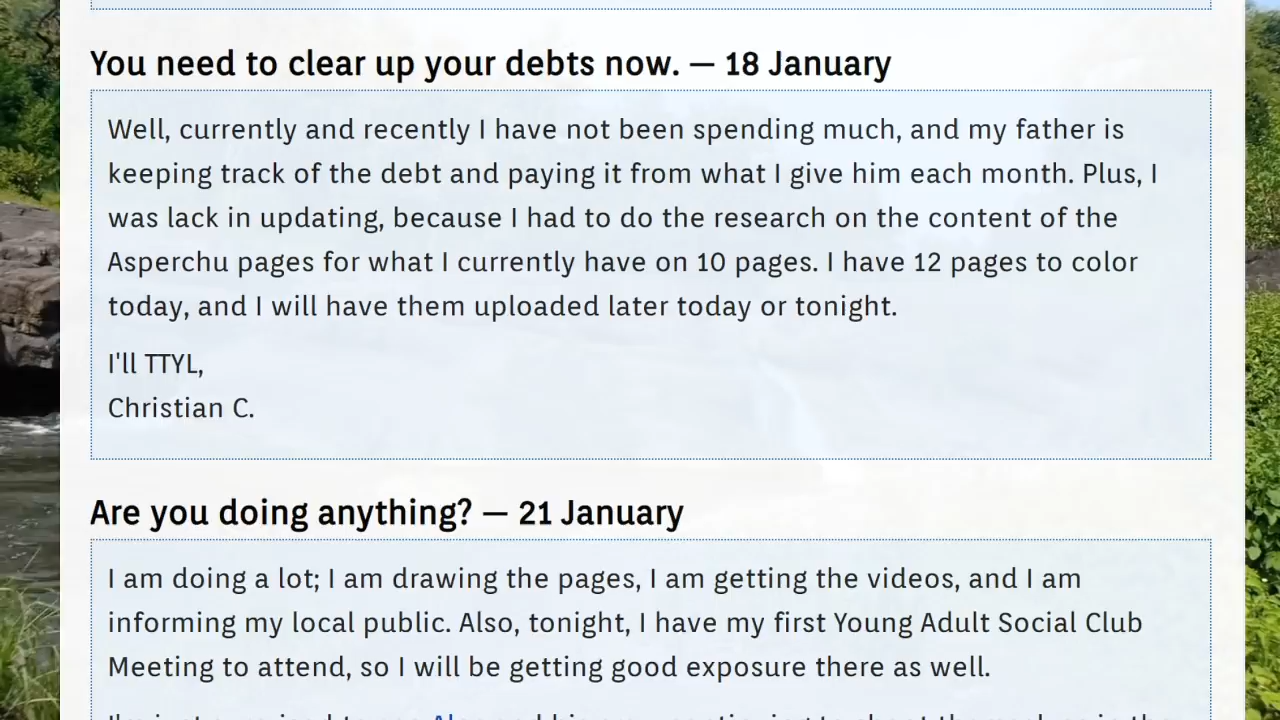 You need to clear up your debts now. — 18 January
Well, currently and recently I have not been spending much, and my father is
keeping track of the debt and paying it from what I give him each month. Plus, I
was lack in updating, because I had to do the research on the content of the
Asperchu pages for what I currently have on 10 pages. I have 12 pages to color
today, and I will have them uploaded later today or tonight.
I'll TTYL,
Christian C.
Are you doing anything? — 21 January
I am doing a lot; I am drawing the pages, I am getting the videos, and I am
informing my local public. Also, tonight, I have my first Young Adult Social Club
Meeting to attend, so I will be getting good exposure there as well.